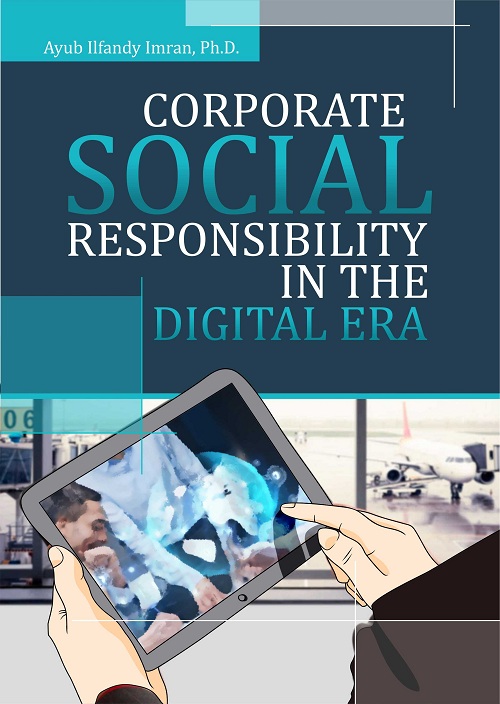 Ayub Ilfandy Imran, Ph.D.
CORPORATE
SOCIAL
RESPONSIBILITY
IN THE
DIGITAL ERA
06